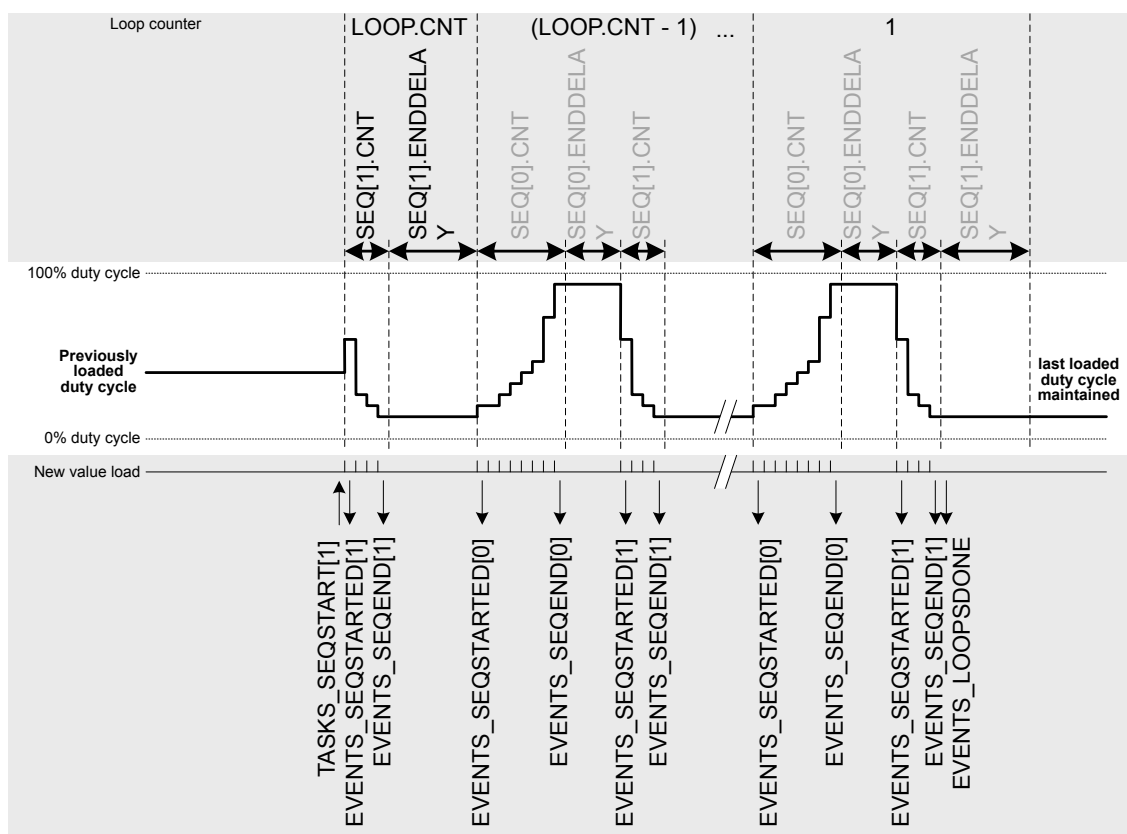 Loop counter
LOOP.CNT
(LOOP.CNT - 1)
...
1
SEQ[1].CNT
SEQ[1].ENDDELA
Y
SEQ[0].CNT
SEQ[0].ENDDELA
Y
SEQ[1].CNT
SEQ[0].CNT
SEQ[0].ENDDELA
Y
SEQ[1].CNT
SEQ[1].ENDDELA
Y
100% duty cycle
Previously
loaded
duty cycle
last loaded
duty cycle
maintained
0% duty cycle
New value load
TASKS_SEQSTART[1]
EVENTS_SEQSTARTED[1]
EVENTS_SEQEND[1]
EVENTS_SEQSTARTED[0]
EVENTS_SEQEND[0]
EVENTS_SEQSTARTED[1]
EVENTS_SEQEND[1]
EVENTS_SEQSTARTED[0]
EVENTS_SEQEND[0]
EVENTS_SEQSTARTED[1]
EVENTS_SEQEND[1]
EVENTS_LOOPSDONE